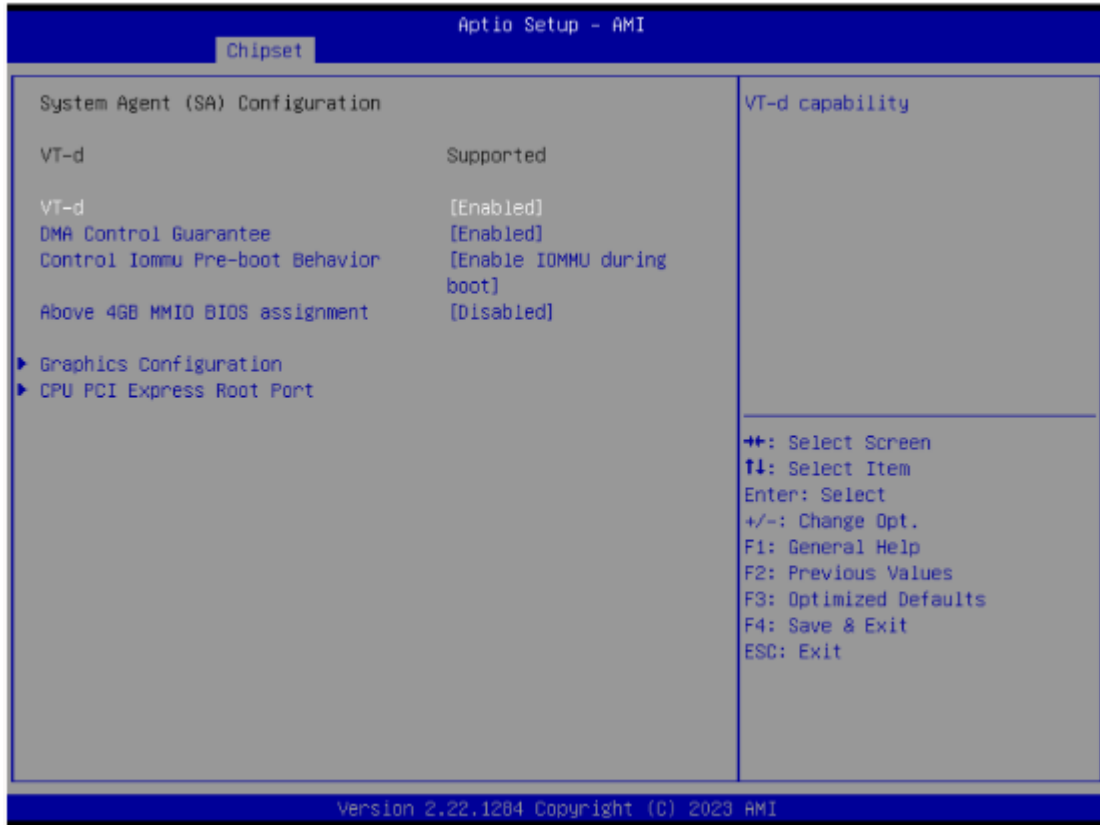 Aptio Setup – AMI
Chipset
System Agent (SA) Configuration
VT-d capability
VT-d Supported
VT-d [Enabled]
DMA Control Guarantee [Enabled]
Control Iommu Pre-boot Behavior [Enable IOMMU during
boot]
Above 4GB MMIO BIOS assignment [Disabled]
Graphics Configuration
CPU PCI Express Root Port
→←: Select Screen
↑↓: Select Item
Enter: Select
+/-: Change Opt.
F1: General Help
F2: Previous Values
F3: Optimized Defaults
F4: Save & Exit
ESC: Exit
Version 2.22.1284 Copyright (C) 2023 AMI